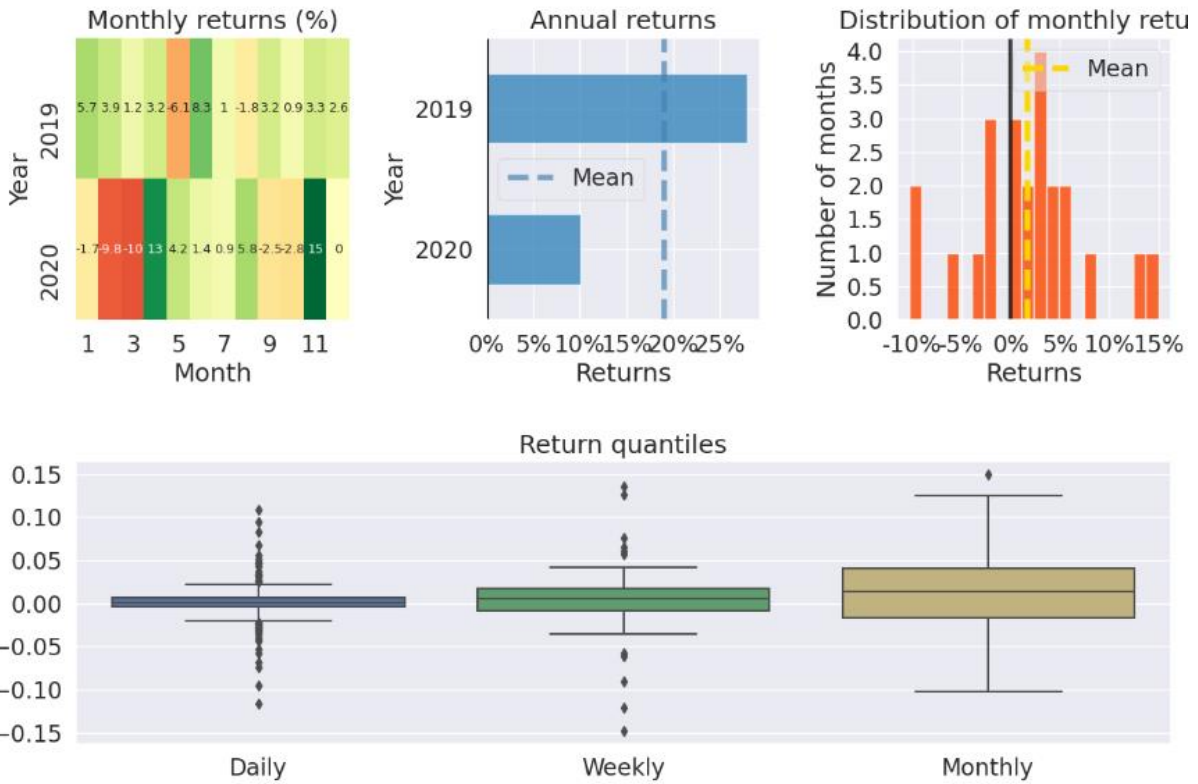 Monthly returns (%)
Year
2019
5.7 3.9 1.2 3.2 -6.1 8.3 1 -1.8 3.2 0.9 3.3 2.6
2020
-1.7 -9.8 -10 13 4.2 1.4 0.9 5.8 -2.5 -2.8 15 0
1 3 5 7 9 11
Month
Annual returns
Year
2019
Mean
2020
0% 5% 10% 15% 20% 25%
Returns
Distribution of monthly retu
Number of months
4.0
Mean
3.5
3.0
2.5
2.0
1.5
1.0
0.5
0.0
-10% -5% 0% 5% 10% 15%
Returns
Return quantiles
0.15
0.10
0.05
0.00
−0.05
−0.10
−0.15
Daily Weekly Monthly